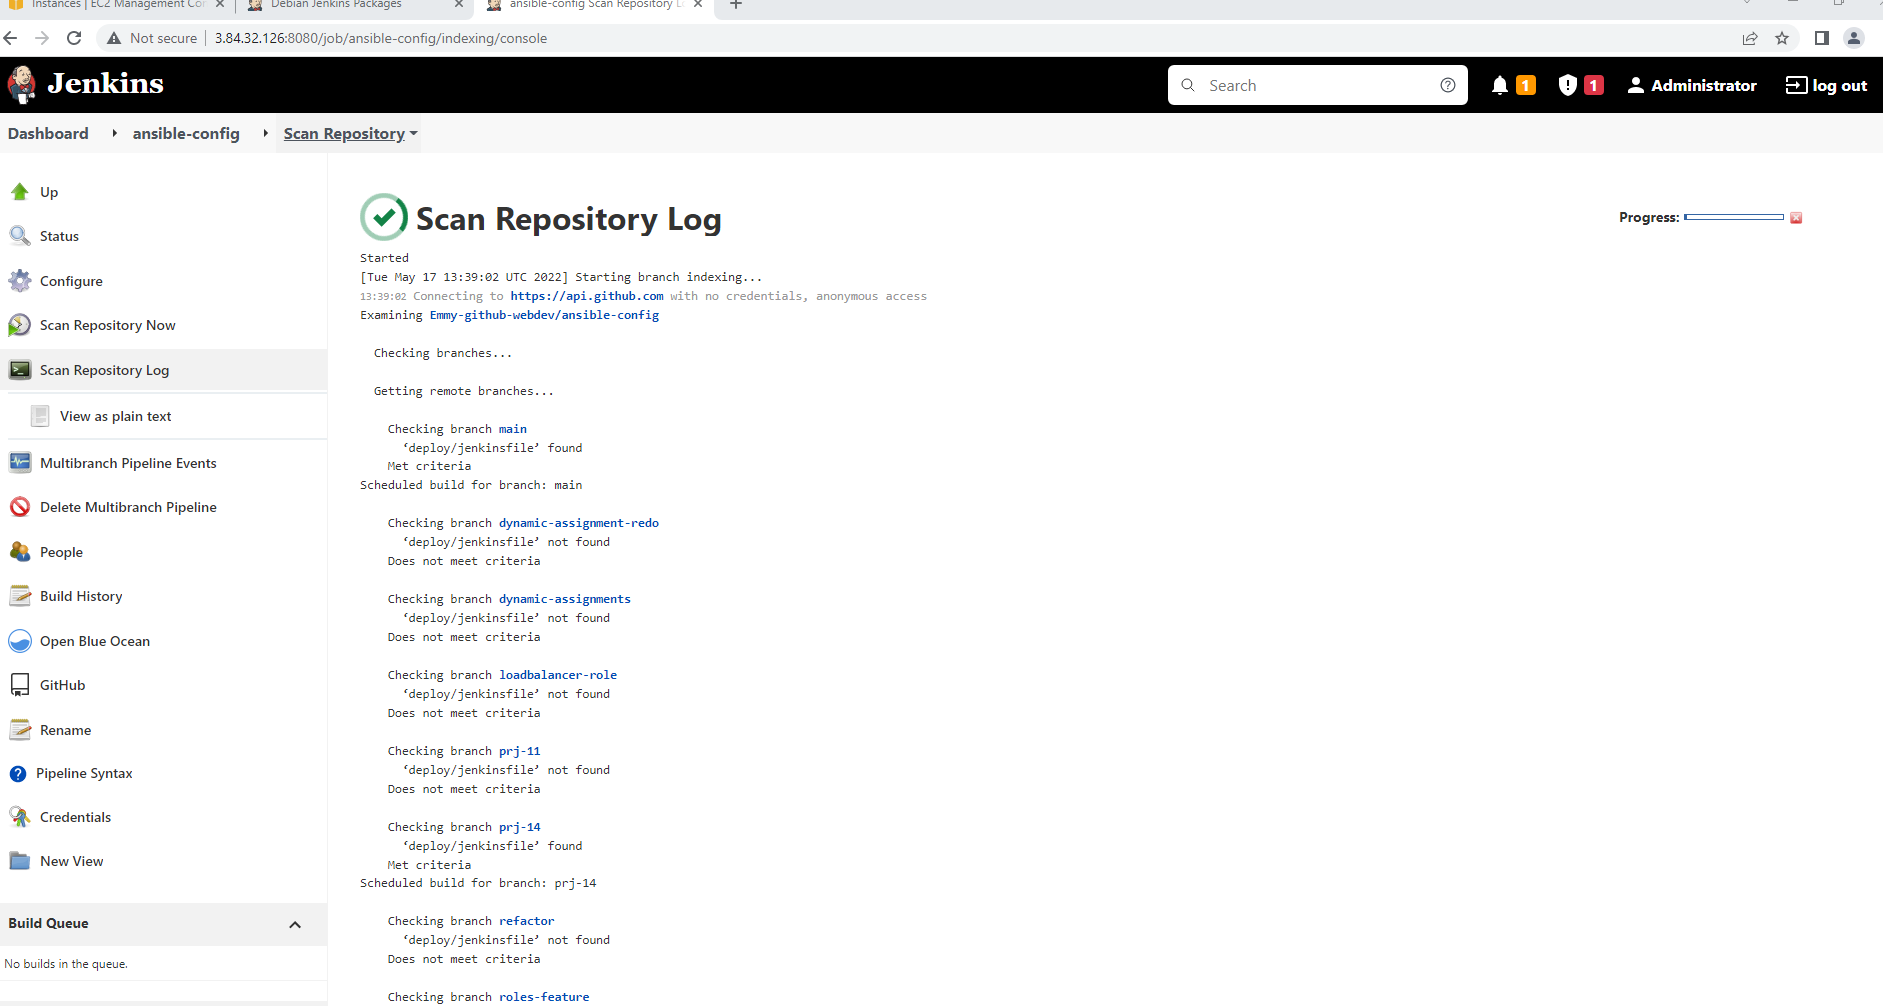 Instances | EC2 Management Con
Debian Jenkins Packages
ansible-config Scan Repository L
Not secure
3.84.32.126:8080/job/ansible-config/indexing/console
Jenkins
Search
1
1
Administrator
log out
Dashboard
ansible-config
Scan Repository
Up
Status
Configure
Scan Repository Now
Scan Repository Log
View as plain text
Multibranch Pipeline Events
Delete Multibranch Pipeline
People
Build History
Open Blue Ocean
GitHub
Rename
Pipeline Syntax
Credentials
New View
Build Queue
No builds in the queue.
Scan Repository Log
Progress:
Started
[Tue May 17 13:39:02 UTC 2022] Starting branch indexing...
13:39:02 Connecting to https://api.github.com with no credentials, anonymous access
Examining Emmy-github-webdev/ansible-config
Checking branches...
Getting remote branches...
Checking branch main
‘deploy/jenkinsfile’ found
Met criteria
Scheduled build for branch: main
Checking branch dynamic-assignment-redo
‘deploy/jenkinsfile’ not found
Does not meet criteria
Checking branch dynamic-assignments
‘deploy/jenkinsfile’ not found
Does not meet criteria
Checking branch loadbalancer-role
‘deploy/jenkinsfile’ not found
Does not meet criteria
Checking branch prj-11
‘deploy/jenkinsfile’ not found
Does not meet criteria
Checking branch prj-14
‘deploy/jenkinsfile’ found
Met criteria
Scheduled build for branch: prj-14
Checking branch refactor
‘deploy/jenkinsfile’ not found
Does not meet criteria
Checking branch roles-feature